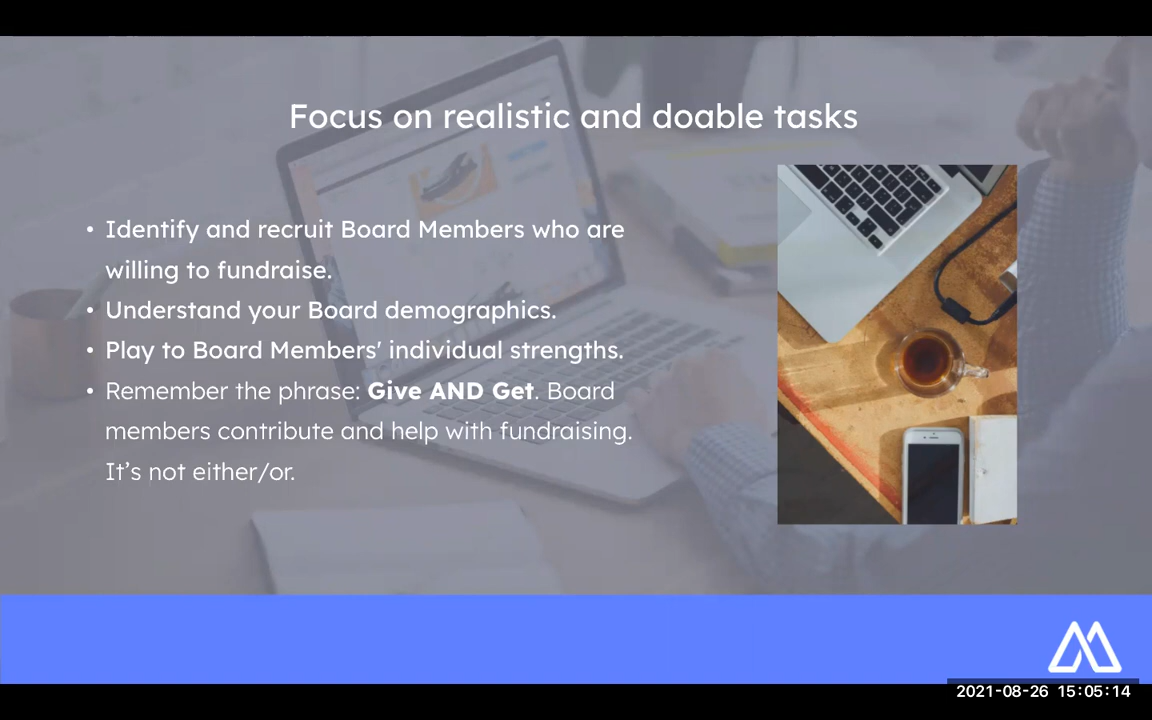 Focus on realistic and doable tasks
• Identify and recruit Board Members who are
willing to fundraise.
• Understand your Board demographics.
• Play to Board Members' individual strengths.
• Remember the phrase: Give AND Get. Board
members contribute and help with fundraising.
It’s not either/or.
2021-08-26 15:05:14